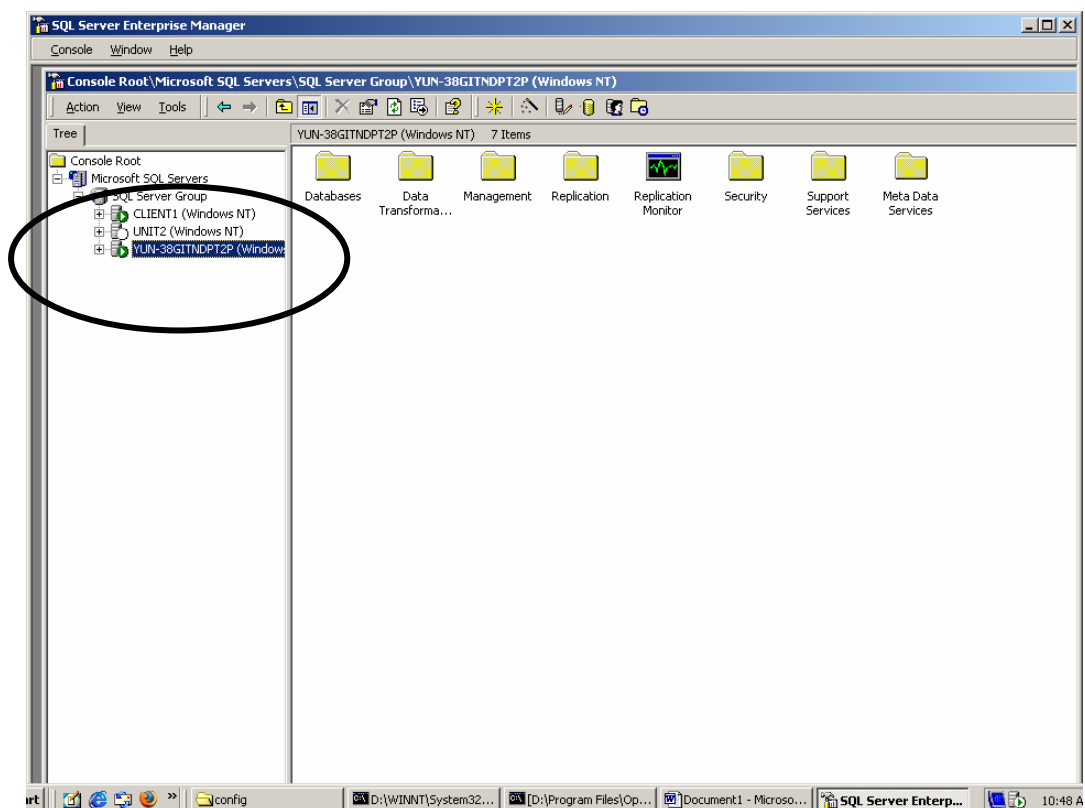 SQL Server Enterprise Manager
Console Window Help
Console Root\Microsoft SQL Servers\SQL Server Group\YUN-38GITNDPT2P (Windows NT)
Action View Tools
Tree
YUN-38GITNDPT2P (Windows NT) 7 Items
Console Root
Microsoft SQL Servers
SQL Server Group
CLIENT1 (Windows NT)
UNIT2 (Windows NT)
YUN-38GITNDPT2P (Window
Databases
Data Transforma...
Management
Replication
Replication Monitor
Security
Support Services
Meta Data Services
art
»
config
D:\WINNT\System32...
[D:\Program Files\Op...
Document1 - Microso...
SQL Server Enterp...
10:48 A